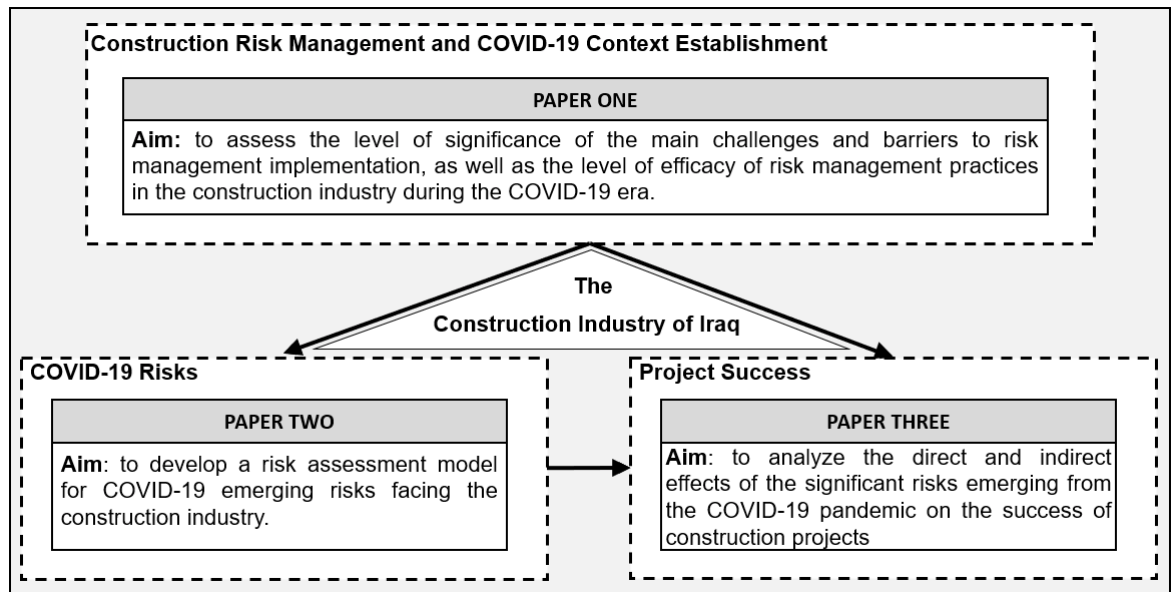 Construction Risk Management and COVID-19 Context Establishment
PAPER ONE
Aim: to assess the level of significance of the main challenges and barriers to risk
management implementation, as well as the level of efficacy of risk management practices
in the construction industry during the COVID-19 era.
The
Construction Industry of Iraq
COVID-19 Risks
PAPER TWO
Aim: to develop a risk assessment model
for COVID-19 emerging risks facing the
construction industry.
Project Success
PAPER THREE
Aim: to analyze the direct and indirect
effects of the significant risks emerging from
the COVID-19 pandemic on the success of
construction projects